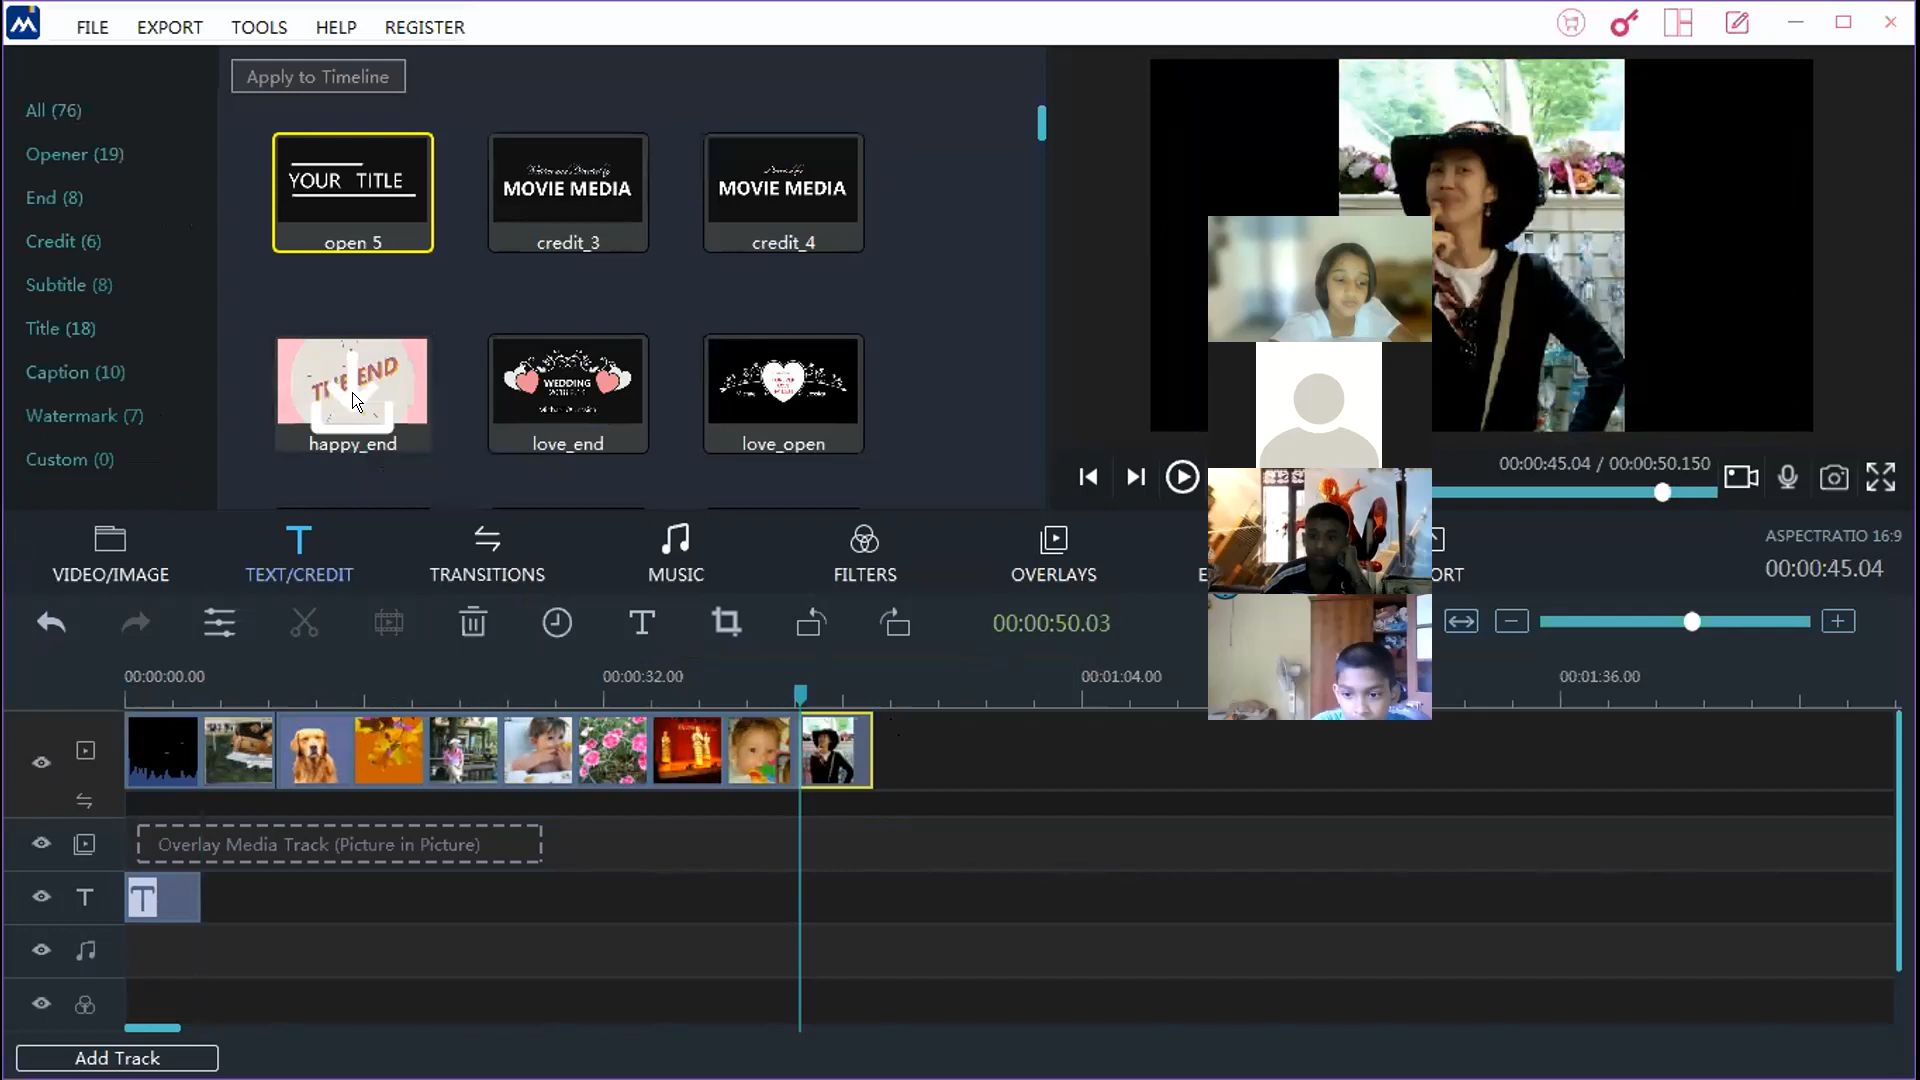 FILE EXPORT TOOLS HELP REGISTER
Apply to Timeline
All (76)
Opener (19)
End (8)
Credit (6)
Subtitle (8)
Title (18)
Caption (10)
Watermark (7)
Custom (0)
YOUR TITLE
open 5
MOVIE MEDIA
credit_3
MOVIE MEDIA
credit_4
THE END
happy_end
WEDDING
love_end
love_open
00:00:45.04 / 00:00:50.150
VIDEO/IMAGE TEXT/CREDIT TRANSITIONS MUSIC FILTERS OVERLAYS
ASPECTRATIO 16:9
00:00:45.04
00:00:50.03
00:00:00.00 00:00:32.00 00:01:04.00 00:01:36.00
Overlay Media Track (Picture in Picture)
T
T
Add Track